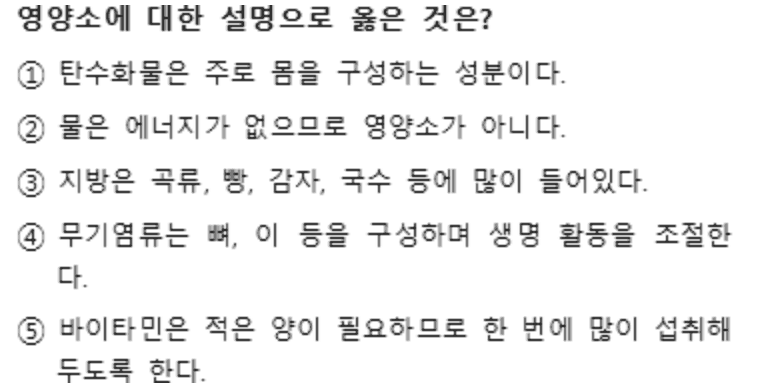 영양소에 대한 설명으로 옳은 것은?
① 탄수화물은 주로 몸을 구성하는 성분이다.
② 물은 에너지가 없으므로 영양소가 아니다.
③ 지방은 곡류, 빵, 감자, 국수 등에 많이 들어있다.
④ 무기염류는 뼈, 이 등을 구성하며 생명 활동을 조절한
다.
⑤ 바이타민은 적은 양이 필요하므로 한 번에 많이 섭취해
두도록 한다.